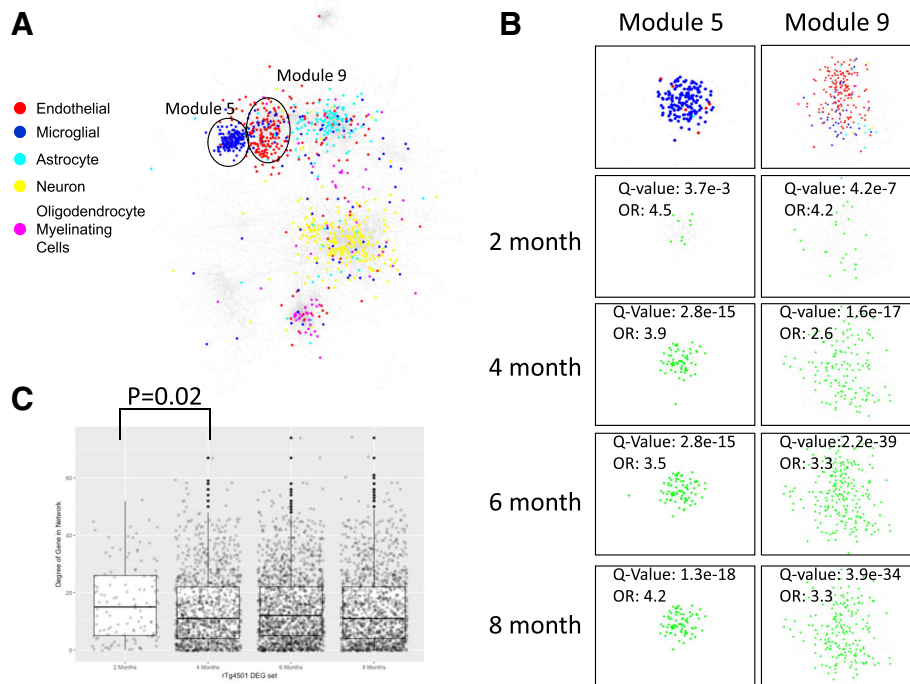 A
Module 9
Module 5
Endothelial
Microglial
Astrocyte
Neuron
Oligodendrocyte
Myelinating
Cells
B
Module 5
Module 9
2 month
Q-value: 3.7e-3
OR: 4.5
Q-value: 4.2e-7
OR:4.2
4 month
Q-Value: 2.8e-15
OR: 3.9
Q-Value: 1.6e-17
OR: 2.6
6 month
Q-Value: 2.8e-15
OR: 3.5
Q-Value:2.2e-39
OR: 3.3
8 month
Q-Value: 1.3e-18
OR: 4.2
Q-Value: 3.9e-34
OR: 3.3
C
P=0.02
Degree of Gene in Network
60
40
20
0
2 Months
4 Months
6 Months
8 Months
rTg4501 DEG set